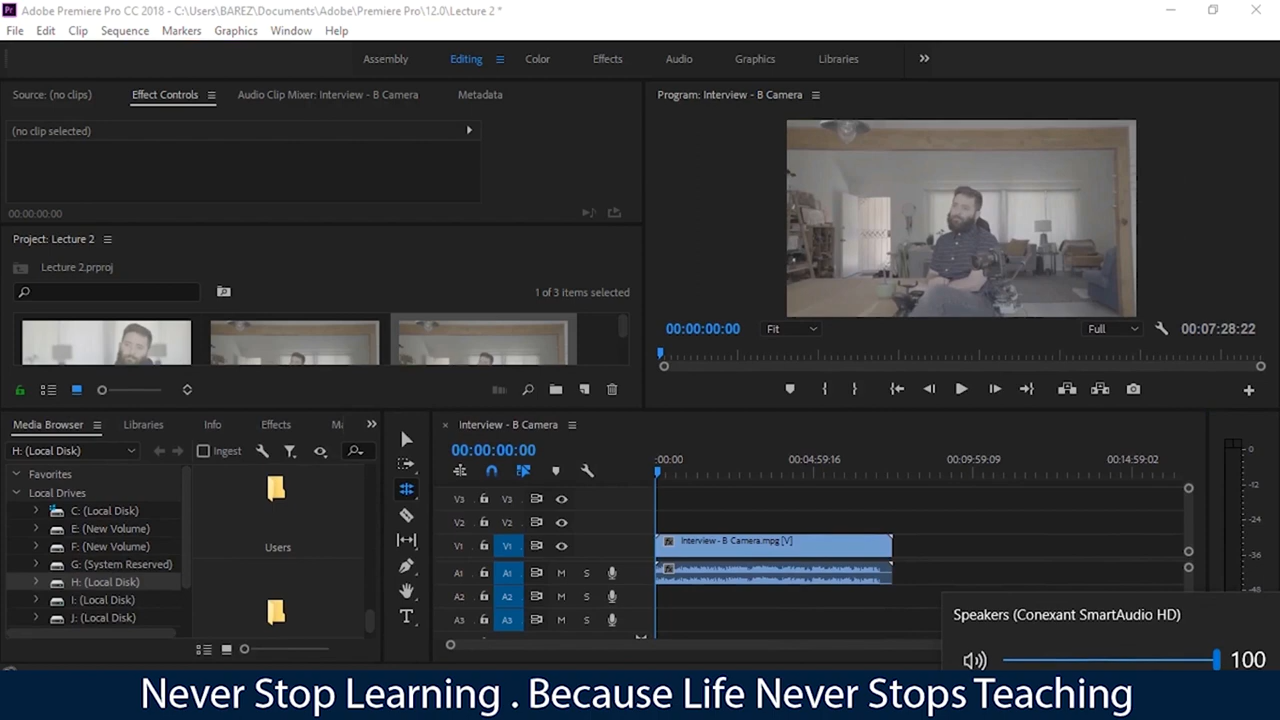 Adobe Premiere Pro CC 2018 - C:\Users\BAREZ\Documents\Adobe\Premiere Pro\12.0\Lecture 2 *
File Edit Clip Sequence Markers Graphics Window Help
Assembly Editing Color Effects Audio Graphics Libraries
Source: (no clips) Effect Controls Audio Clip Mixer: Interview - B Camera Metadata
Program: Interview - B Camera
(no clip selected)
00:00:00:00
Project: Lecture 2
Lecture 2.prproj
1 of 3 items selected
00:00:00:00 Fit Full 00:07:28:22
Media Browser Libraries Info Effects Ma
H: (Local Disk) Ingest
Favorites
Local Drives
C: (Local Disk)
E: (New Volume)
F: (New Volume)
G: (System Reserved)
H: (Local Disk)
I: (Local Disk)
J: (Local Disk)
Users
Interview - B Camera
00:00:00:00
:00:00 00:04:59:16 00:09:59:09 00:14:59:02
V3 V3
V2 V2
V1 V1 Interview - B Camera.mpg [V]
A1 A1 M S
A2 A2 M S
A3 A3 M S
0
-12
-24
-36
-48
Speakers (Conexant SmartAudio HD)
100
Never Stop Learning . Because Life Never Stops Teaching